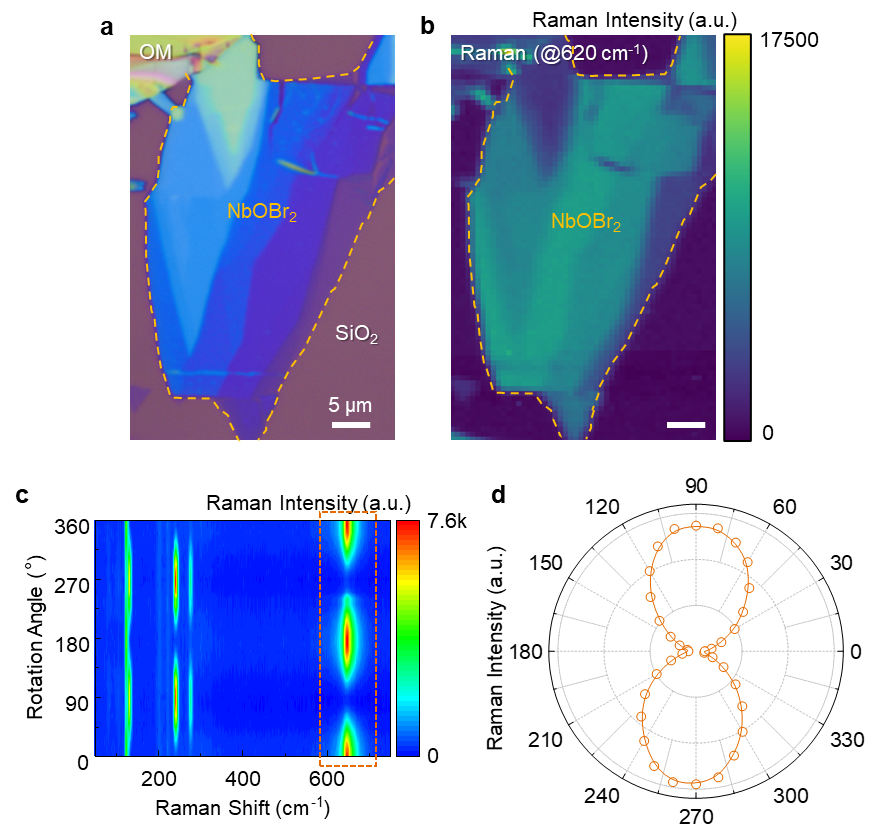 a
OM
NbOBr₂
SiO₂
5 μm
b
Raman Intensity (a.u.)
Raman (@620 cm⁻¹)
NbOBr₂
17500
0
c
Raman Intensity (a.u.)
7.6k
0
Rotation Angle (°)
360
270
180
90
0
200
400
600
Raman Shift (cm⁻¹)
d
Raman Intensity (a.u.)
90
60
30
0
330
300
270
240
210
180
150
120